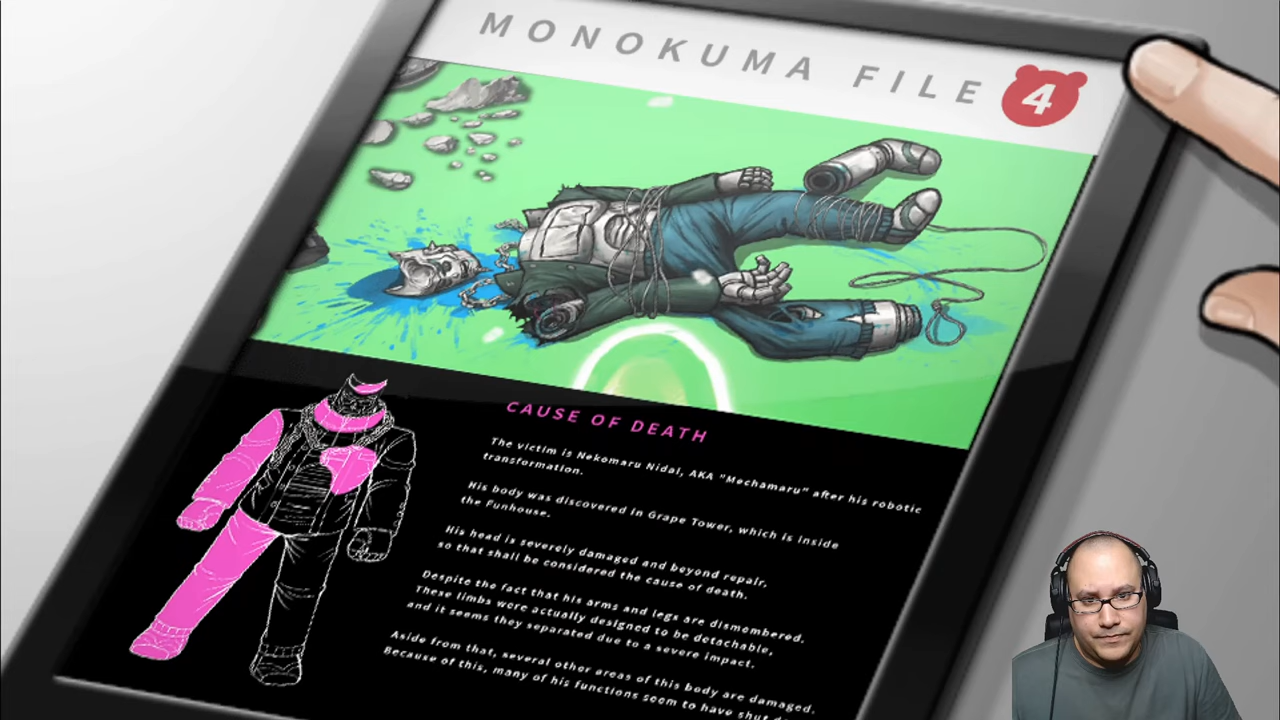 MONOKUMA FILE 4
CAUSE OF DEATH
The victim is Nekomaru Nidai, AKA "Mechamaru" after his robotic
transformation.
His body was discovered in Grape Tower, which is inside
the Funhouse.
His head is severely damaged and beyond repair,
so that shall be considered the cause of death.
Despite the fact that his arms and legs are dismembered.
These limbs were actually designed to be detachable,
and it seems they separated due to a severe impact.
Aside from that, several other areas of this body are damaged.
Because of this, many of his functions seem to have shut